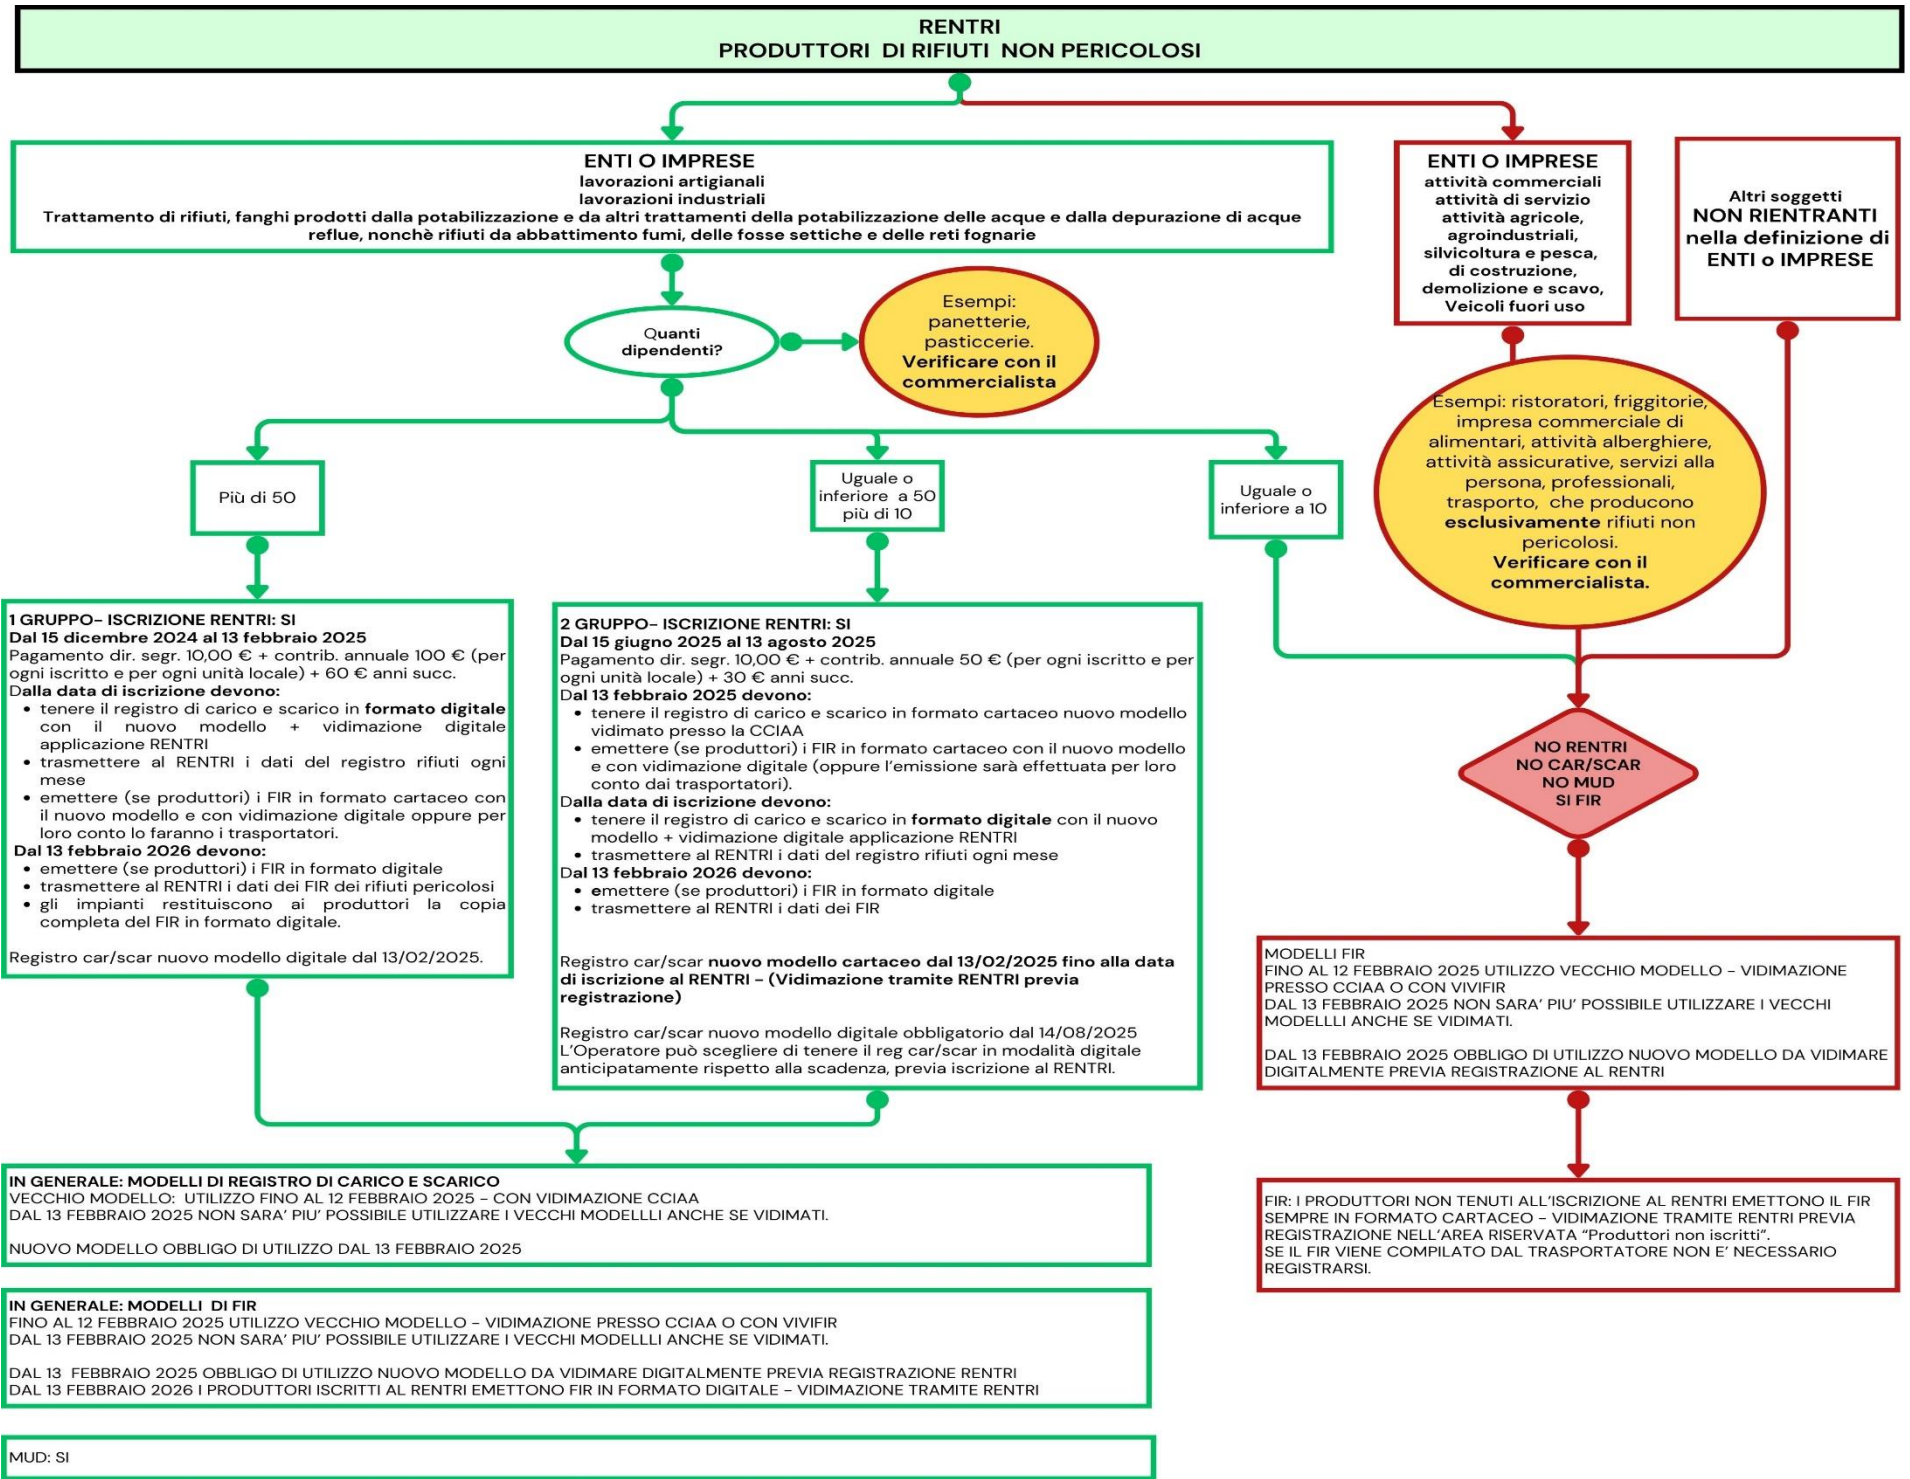 RENTRI
PRODUTTORI DI RIFIUTI NON PERICOLOSI
ENTI O IMPRESE
lavorazioni artigianali
lavorazioni industriali
Trattamento di rifiuti, fanghi prodotti dalla potabilizzazione e da altri trattamenti della potabilizzazione delle acque e dalla depurazione di acque
reflue, nonchè rifiuti da abbattimento fumi, delle fosse settiche e delle reti fognarie
ENTI O IMPRESE
attività commerciali
attività di servizio
attività agricole,
agroindustriali,
silvicoltura e pesca,
di costruzione,
demolizione e scavo,
Veicoli fuori uso
Altri soggetti
NON RIENTRANTI
nella definizione di
ENTI o IMPRESE
Quanti
dipendenti?
Esempi:
panetterie,
pasticcerie.
Verificare con il
commercialista
Esempi: ristoratori, friggitorie,
impresa commerciale di
alimentari, attività alberghiere,
attività assicurative, servizi alla
persona, professionali,
trasporto, che producono
esclusivamente rifiuti non
pericolosi.
Verificare con il
commercialista.
Più di 50
Uguale o
inferiore a 50
più di 10
Uguale o
inferiore a 10
1 GRUPPO- ISCRIZIONE RENTRI: SI
Dal 15 dicembre 2024 al 13 febbraio 2025
Pagamento dir. segr. 10,00 € + contrib. annuale 100 € (per
ogni iscritto e per ogni unità locale) + 60 € anni succ.
Dalla data di iscrizione devono:
• tenere il registro di carico e scarico in formato digitale
con il nuovo modello + vidimazione digitale
applicazione RENTRI
• trasmettere al RENTRI i dati del registro rifiuti ogni
mese
• emettere (se produttori) i FIR in formato cartaceo con
il nuovo modello e con vidimazione digitale oppure per
loro conto lo faranno i trasportatori.
Dal 13 febbraio 2026 devono:
• emettere (se produttori) i FIR in formato digitale
• trasmettere al RENTRI i dati dei FIR dei rifiuti pericolosi
• gli impianti restituiscono ai produttori la copia
completa del FIR in formato digitale.
Registro car/scar nuovo modello digitale dal 13/02/2025.
2 GRUPPO- ISCRIZIONE RENTRI: SI
Dal 15 giugno 2025 al 13 agosto 2025
Pagamento dir. segr. 10,00 € + contrib. annuale 50 € (per ogni iscritto e per
ogni unità locale) + 30 € anni succ.
Dal 13 febbraio 2025 devono:
• tenere il registro di carico e scarico in formato cartaceo nuovo modello
vidimato presso la CCIAA
• emettere (se produttori) i FIR in formato cartaceo con il nuovo modello
e con vidimazione digitale (oppure l'emissione sarà effettuata per loro
conto dai trasportatori).
Dalla data di iscrizione devono:
• tenere il registro di carico e scarico in formato digitale con il nuovo
modello + vidimazione digitale applicazione RENTRI
• trasmettere al RENTRI i dati del registro rifiuti ogni mese
Dal 13 febbraio 2026 devono:
• emettere (se produttori) i FIR in formato digitale
• trasmettere al RENTRI i dati dei FIR
Registro car/scar nuovo modello cartaceo dal 13/02/2025 fino alla data
di iscrizione al RENTRI - (Vidimazione tramite RENTRI previa
registrazione)
Registro car/scar nuovo modello digitale obbligatorio dal 14/08/2025
L'Operatore può scegliere di tenere il reg car/scar in modalità digitale
anticipatamente rispetto alla scadenza, previa iscrizione al RENTRI.
NO RENTRI
NO CAR/SCAR
NO MUD
SI FIR
MODELLI FIR
FINO AL 12 FEBBRAIO 2025 UTILIZZO VECCHIO MODELLO - VIDIMAZIONE
PRESSO CCIAA O CON VIVIFIR
DAL 13 FEBBRAIO 2025 NON SARA' PIU' POSSIBILE UTILIZZARE I VECCHI
MODELLLI ANCHE SE VIDIMATI.
DAL 13 FEBBRAIO 2025 OBBLIGO DI UTILIZZO NUOVO MODELLO DA VIDIMARE
DIGITALMENTE PREVIA REGISTRAZIONE AL RENTRI
FIR: I PRODUTTORI NON TENUTI ALL'ISCRIZIONE AL RENTRI EMETTONO IL FIR
SEMPRE IN FORMATO CARTACEO - VIDIMAZIONE TRAMITE RENTRI PREVIA
REGISTRAZIONE NELL'AREA RISERVATA "Produttori non iscritti".
SE IL FIR VIENE COMPILATO DAL TRASPORTATORE NON E' NECESSARIO
REGISTRARSI.
IN GENERALE: MODELLI DI REGISTRO DI CARICO E SCARICO
VECCHIO MODELLO: UTILIZZO FINO AL 12 FEBBRAIO 2025 - CON VIDIMAZIONE CCIAA
DAL 13 FEBBRAIO 2025 NON SARA' PIU' POSSIBILE UTILIZZARE I VECCHI MODELLLI ANCHE SE VIDIMATI.
NUOVO MODELLO OBBLIGO DI UTILIZZO DAL 13 FEBBRAIO 2025
IN GENERALE: MODELLI DI FIR
FINO AL 12 FEBBRAIO 2025 UTILIZZO VECCHIO MODELLO - VIDIMAZIONE PRESSO CCIAA O CON VIVIFIR
DAL 13 FEBBRAIO 2025 NON SARA' PIU' POSSIBILE UTILIZZARE I VECCHI MODELLLI ANCHE SE VIDIMATI.
DAL 13 FEBBRAIO 2025 OBBLIGO DI UTILIZZO NUOVO MODELLO DA VIDIMARE DIGITALMENTE PREVIA REGISTRAZIONE RENTRI
DAL 13 FEBBRAIO 2026 I PRODUTTORI ISCRITTI AL RENTRI EMETTONO FIR IN FORMATO DIGITALE - VIDIMAZIONE TRAMITE RENTRI
MUD: SI